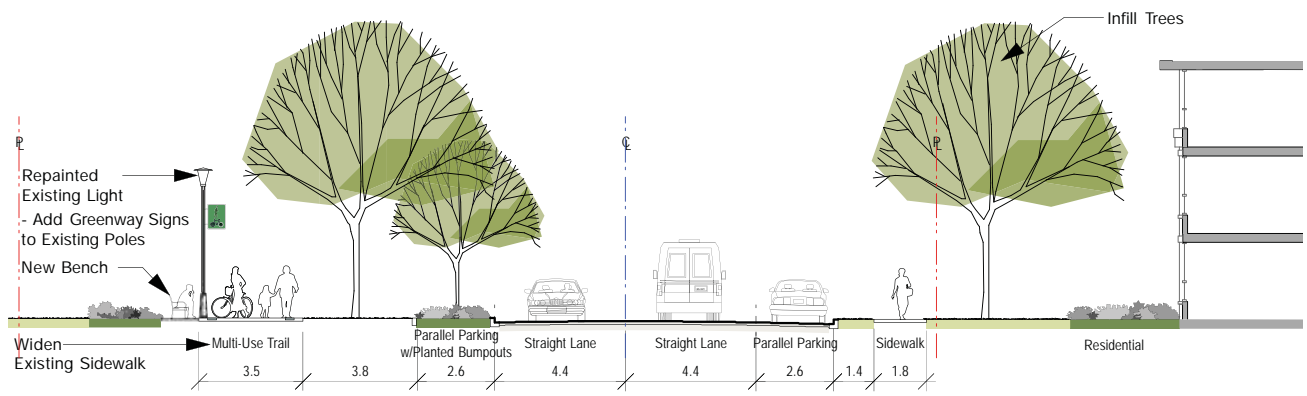 Infill Trees
PL
CL
PL
Repainted
Existing Light
- Add Greenway Signs
to Existing Poles
New Bench
Widen
Existing Sidewalk
Multi-Use Trail
Parallel Parking
w/Planted Bumpouts
Straight Lane
Straight Lane
Parallel Parking
Sidewalk
Residential
3.5
3.8
2.6
4.4
4.4
2.6
1.4
1.8